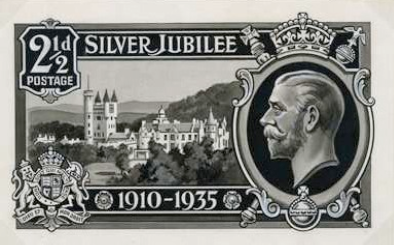 2½d
SILVER JUBILEE
POSTAGE
1910-1935